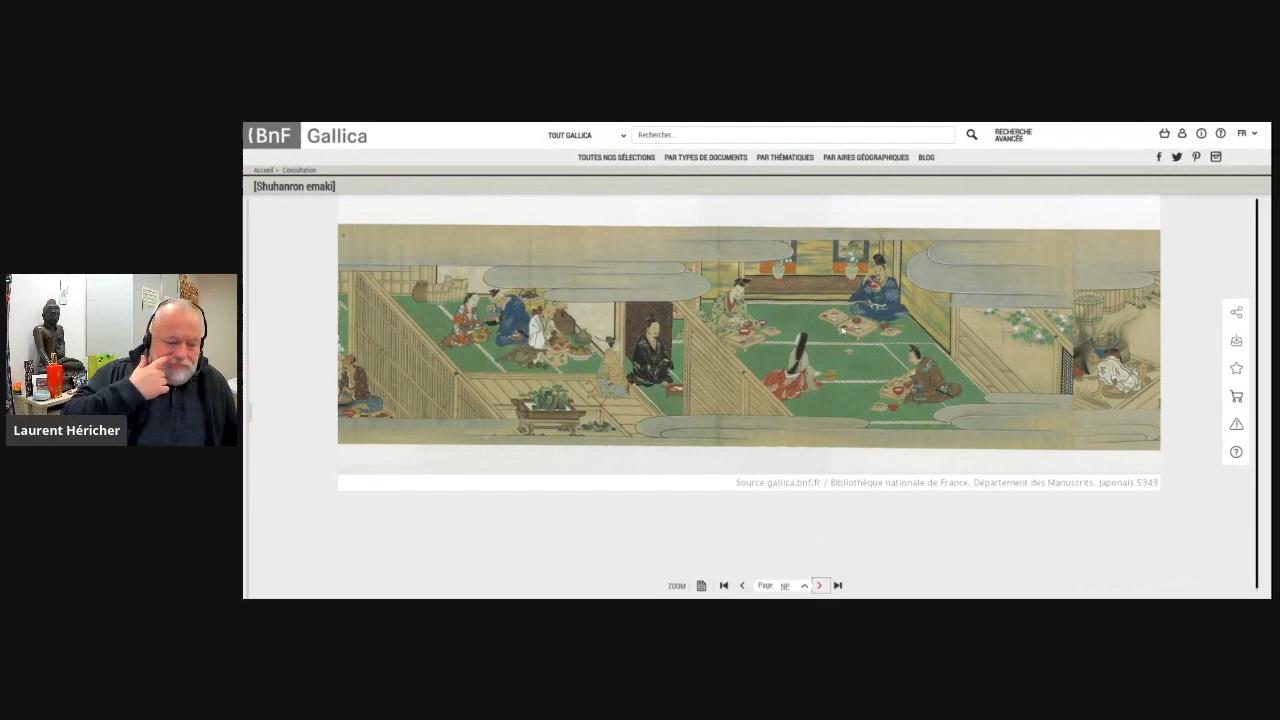 Laurent Héricher
(BnF Gallica
TOUT GALLICA
Rechercher...
RECHERCHE
AVANCÉE
FR
TOUTES NOS SÉLECTIONS PAR TYPES DE DOCUMENTS PAR THÉMATIQUES PAR AIRES GÉOGRAPHIQUES BLOG
Accueil > Consultation
[Shuhanron emaki]
Source gallica.bnf.fr / Bibliothèque nationale de France. Département des Manuscrits. Japonais 5343
ZOOM Page NP